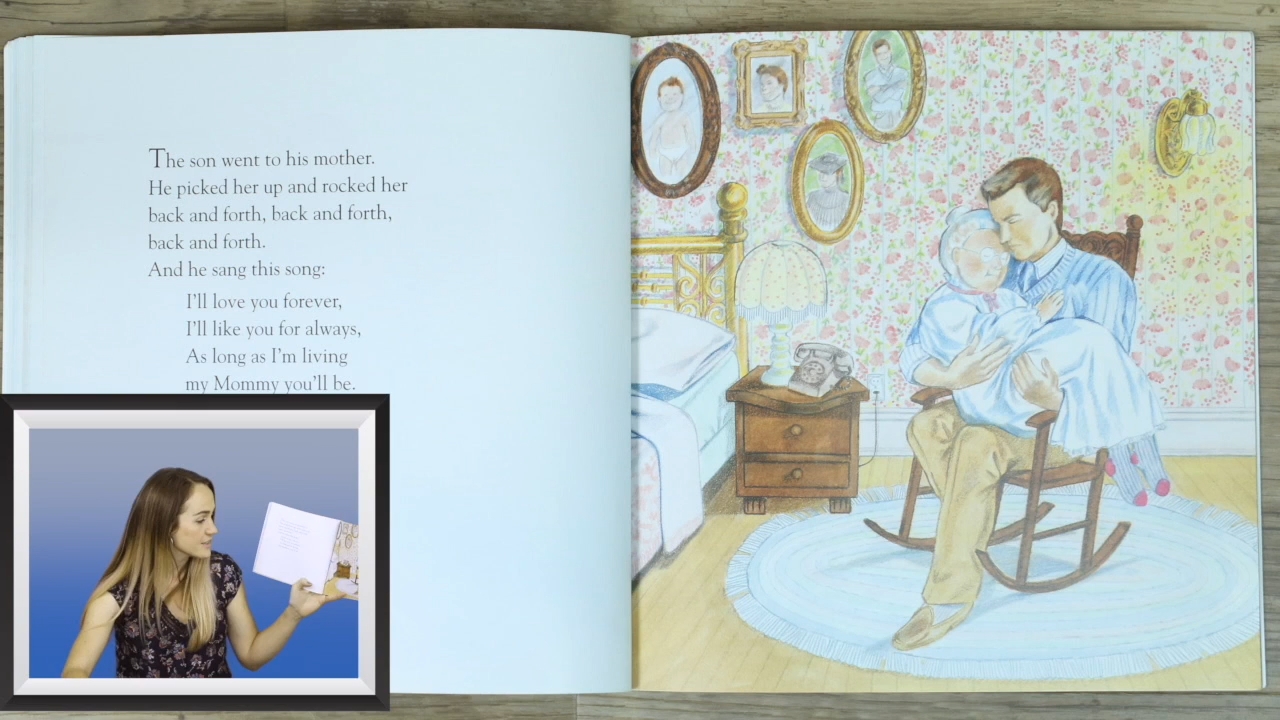 The son went to his mother.
He picked her up and rocked her
back and forth, back and forth,
back and forth.
And he sang this song:
I'll love you forever,
I'll like you for always,
As long as I'm living
my Mommy you'll be.